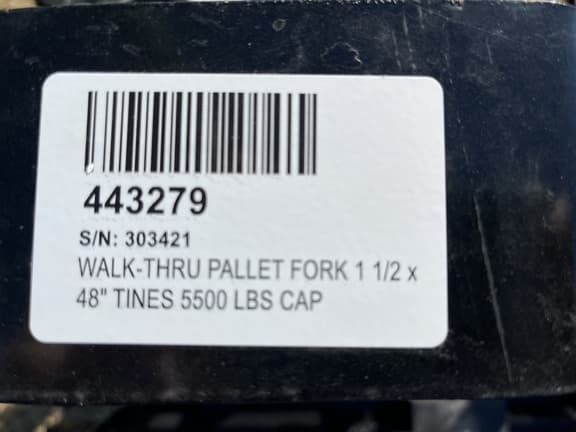 443279
S/N: 303421
WALK-THRU PALLET FORK 1 1/2 x
48" TINES 5500 LBS CAP